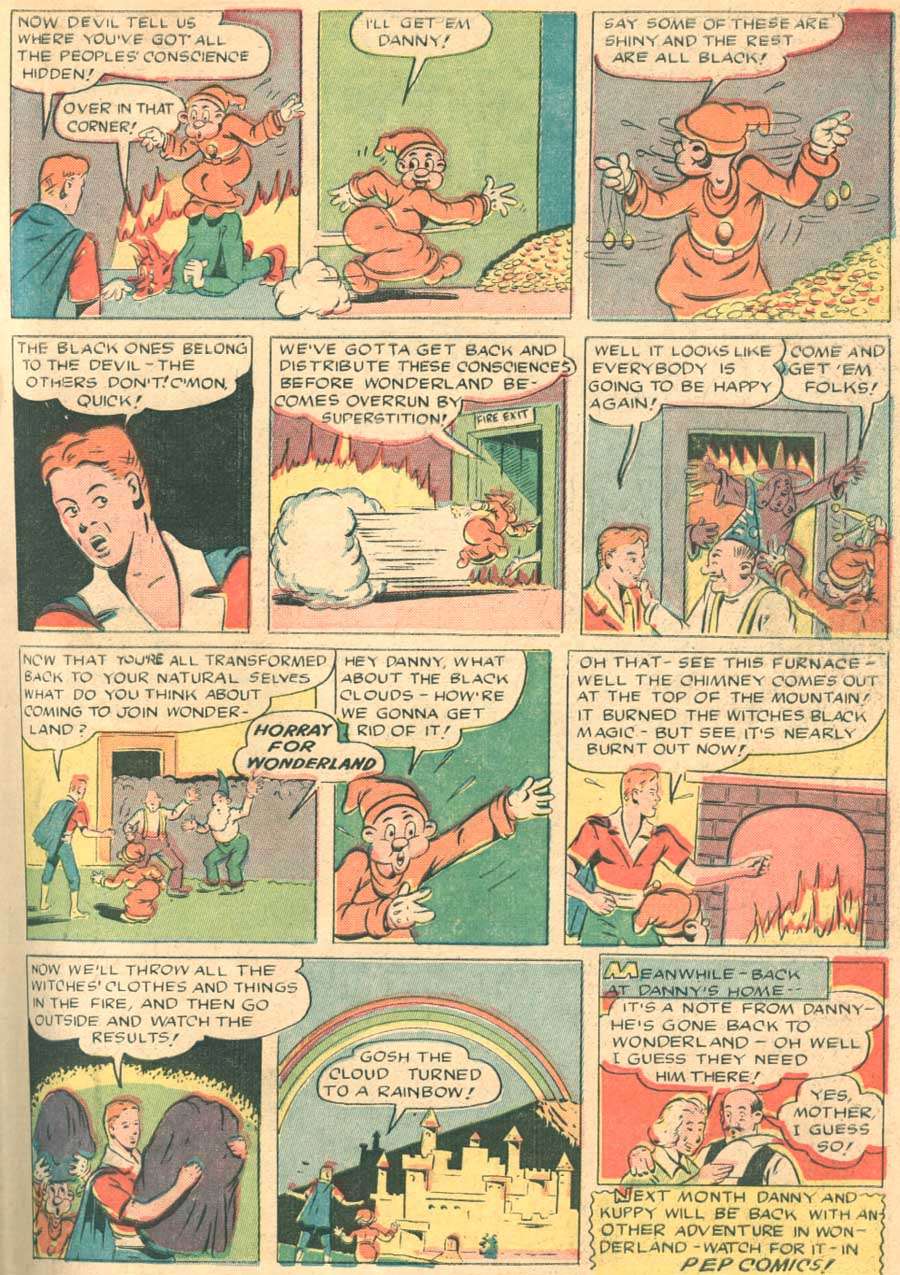 NOW DEVIL TELL US
WHERE YOU'VE GOT ALL
THE PEOPLES' CONSCIENCE
HIDDEN!
OVER IN THAT
CORNER!
I'LL GET 'EM
DANNY!
SAY SOME OF THESE ARE
SHINY AND THE REST
ARE ALL BLACK!
THE BLACK ONES BELONG
TO THE DEVIL - THE
OTHERS DON'T! C'MON,
QUICK!
WE'VE GOTTA GET BACK AND
DISTRIBUTE THESE CONSCIENCES
BEFORE WONDERLAND BE-
COMES OVERRUN BY
SUPERSTITION!
FIRE EXIT
WELL IT LOOKS LIKE
EVERYBODY IS
GOING TO BE HAPPY
AGAIN!
COME AND
GET 'EM
FOLKS!
NOW THAT YOU'RE ALL TRANSFORMED
BACK TO YOUR NATURAL SELVES
WHAT DO YOU THINK ABOUT
COMING TO JOIN WONDER-
LAND?
HORRAY
FOR
WONDERLAND
HEY DANNY, WHAT
ABOUT THE BLACK
CLOUDS - HOW'RE
WE GONNA GET
RID OF IT!
OH THAT - SEE THIS FURNACE -
WELL THE CHIMNEY COMES OUT
AT THE TOP OF THE MOUNTAIN!
IT BURNED THE WITCHES BLACK
MAGIC - BUT SEE IT'S NEARLY
BURNT OUT NOW!
NOW WE'LL THROW ALL THE
WITCHES' CLOTHES AND THINGS
IN THE FIRE, AND THEN GO
OUTSIDE AND WATCH THE
RESULTS!
GOSH THE
CLOUD TURNED
TO A RAINBOW!
MEANWHILE - BACK
AT DANNY'S HOME --
IT'S A NOTE FROM DANNY -
HE'S GONE BACK TO
WONDERLAND - OH WELL
I GUESS THEY NEED
HIM THERE!
YES,
MOTHER,
I GUESS
SO!
NEXT MONTH DANNY AND
KUPPY WILL BE BACK WITH AN-
OTHER ADVENTURE IN WON-
DERLAND - WATCH FOR IT - IN
PEP COMICS!